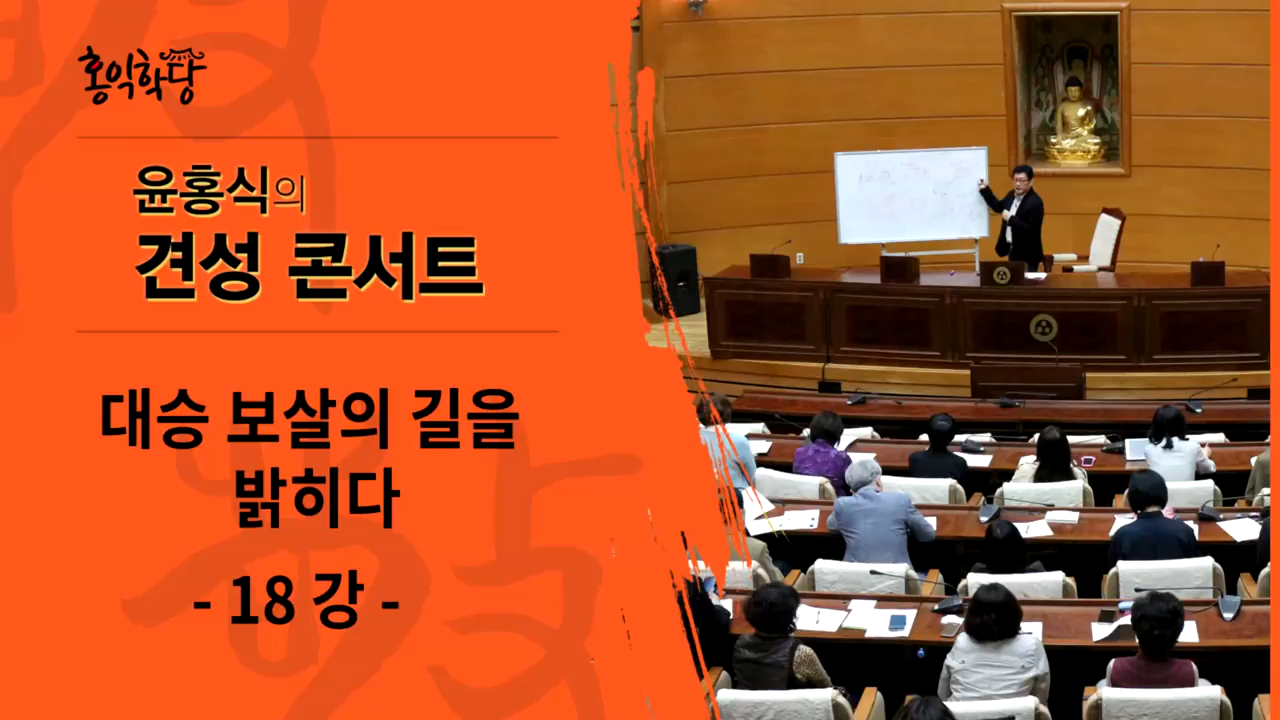 홍익학당
윤홍식의
견성 콘서트
대승 보살의 길을
밝히다
- 18 강 -